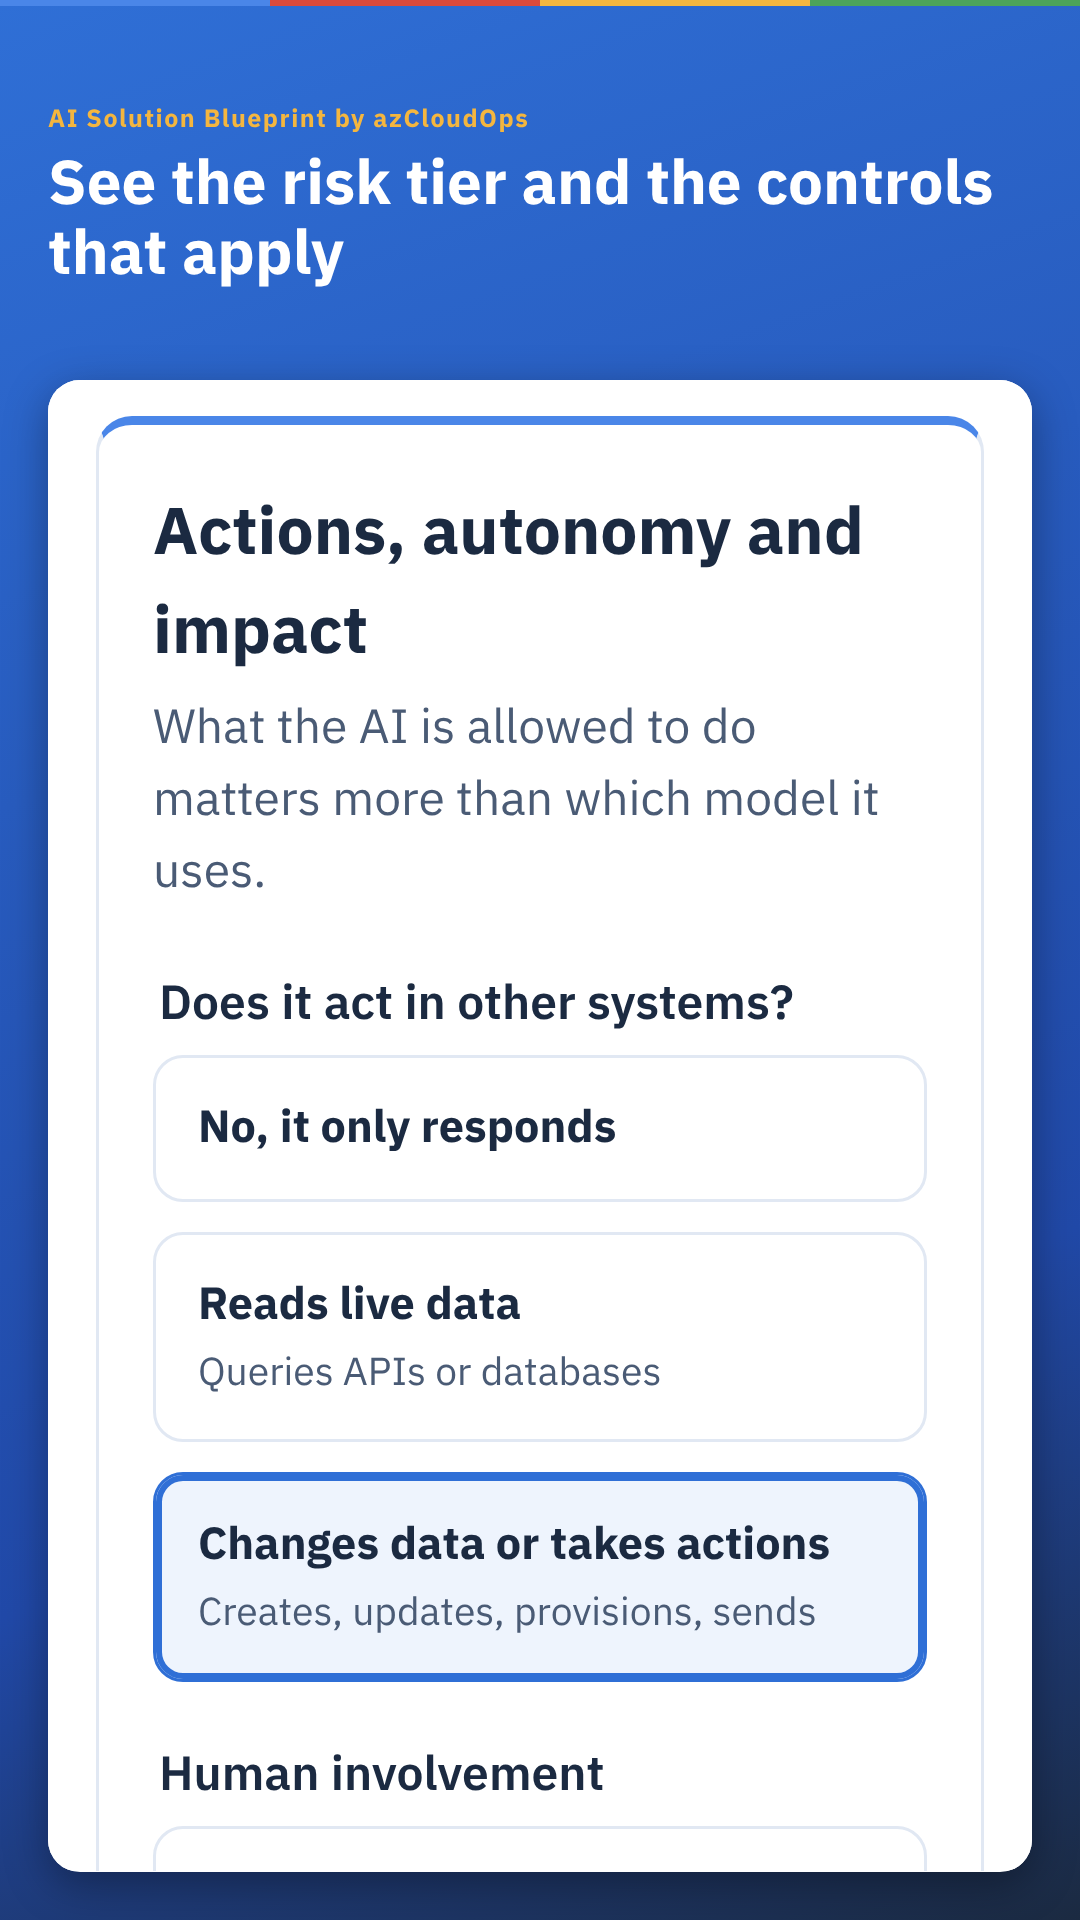 AI Solution Blueprint by azCloudOps
See the risk tier and the controls
that apply
Actions, autonomy and
impact
What the AI is allowed to do
matters more than which model it
uses.
Does it act in other systems?
No, it only responds
Reads live data
Queries APIs or databases
Changes data or takes actions
Creates, updates, provisions, sends
Human involvement